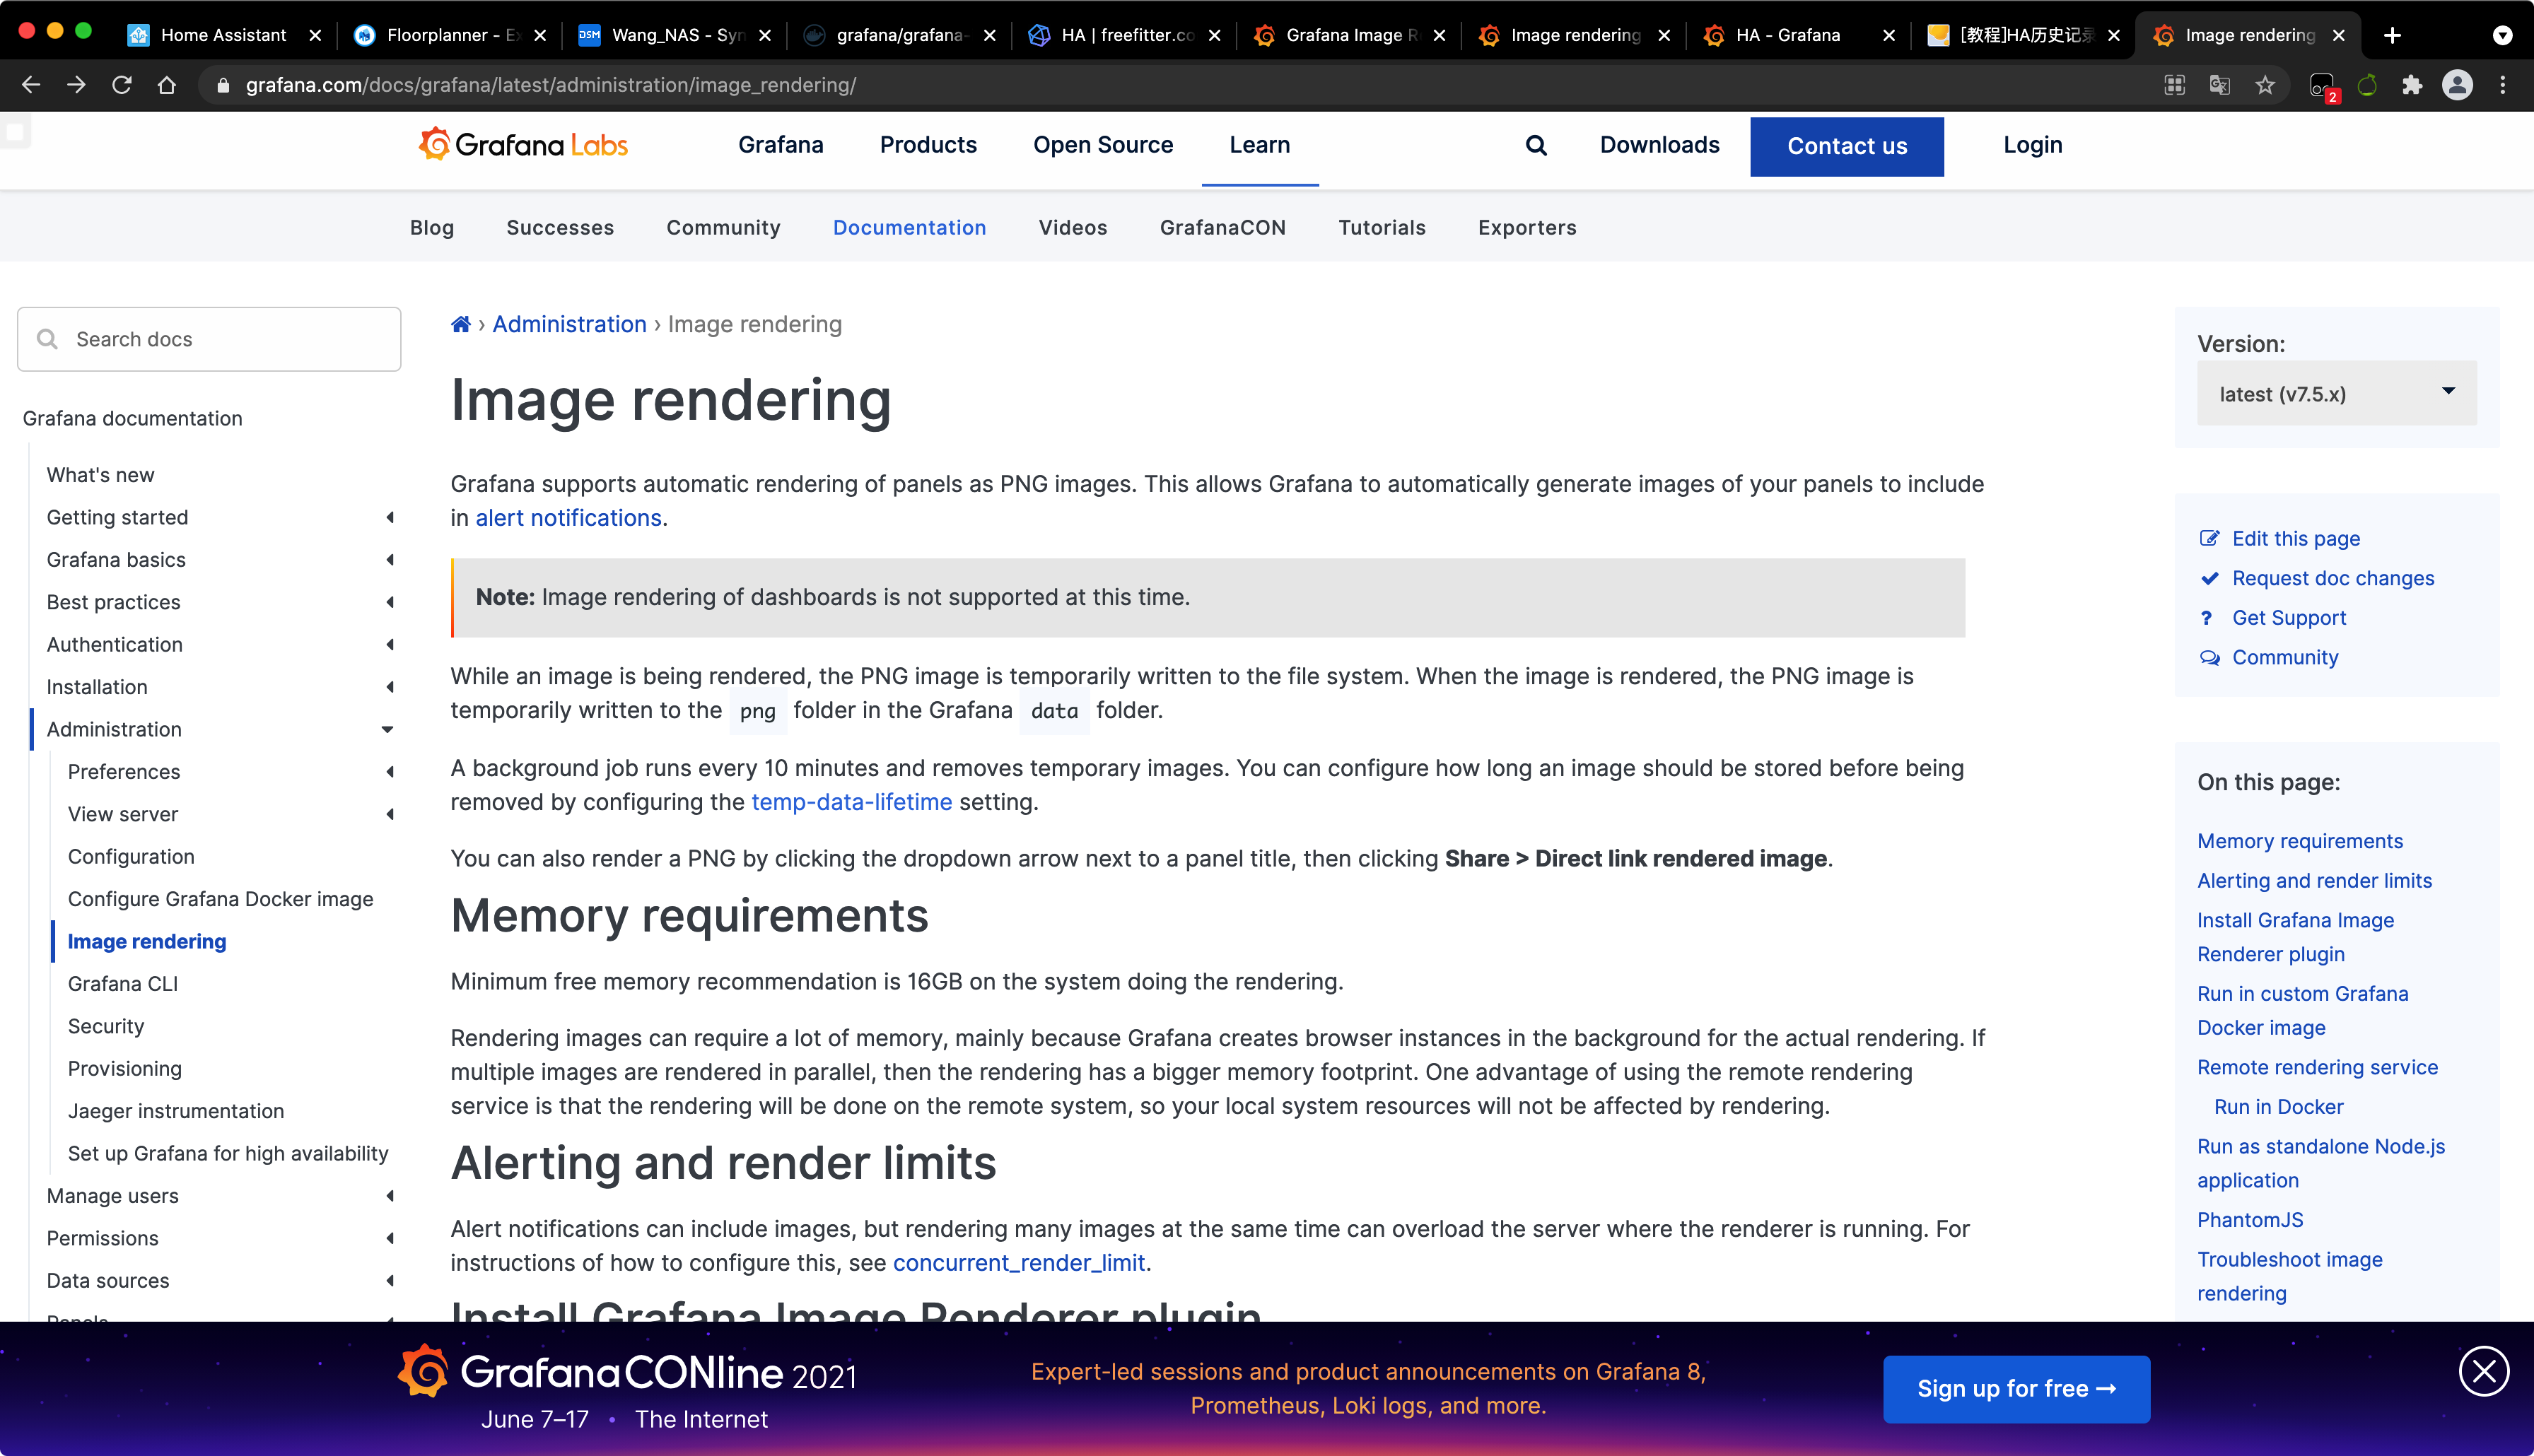 Home Assistant
Floorplanner - E
Wang_NAS - Syn
grafana/grafana-
HA | freefitter.co
Grafana Image R
Image rendering
HA - Grafana
[教程]HA历史记录
Image rendering
grafana.com/docs/grafana/latest/administration/image_rendering/
2
Grafana Labs
Grafana
Products
Open Source
Learn
Downloads
Contact us
Login
Blog
Successes
Community
Documentation
Videos
GrafanaCON
Tutorials
Exporters
Search docs
Grafana documentation
What's new
Getting started
Grafana basics
Best practices
Authentication
Installation
Administration
Preferences
View server
Configuration
Configure Grafana Docker image
Image rendering
Grafana CLI
Security
Provisioning
Jaeger instrumentation
Set up Grafana for high availability
Manage users
Permissions
Data sources
Panels
› Administration › Image rendering
Image rendering
Grafana supports automatic rendering of panels as PNG images. This allows Grafana to automatically generate images of your panels to include
in alert notifications.
Note: Image rendering of dashboards is not supported at this time.
While an image is being rendered, the PNG image is temporarily written to the file system. When the image is rendered, the PNG image is
temporarily written to the png folder in the Grafana data folder.
A background job runs every 10 minutes and removes temporary images. You can configure how long an image should be stored before being
removed by configuring the temp-data-lifetime setting.
You can also render a PNG by clicking the dropdown arrow next to a panel title, then clicking Share > Direct link rendered image.
Memory requirements
Minimum free memory recommendation is 16GB on the system doing the rendering.
Rendering images can require a lot of memory, mainly because Grafana creates browser instances in the background for the actual rendering. If
multiple images are rendered in parallel, then the rendering has a bigger memory footprint. One advantage of using the remote rendering
service is that the rendering will be done on the remote system, so your local system resources will not be affected by rendering.
Alerting and render limits
Alert notifications can include images, but rendering many images at the same time can overload the server where the renderer is running. For
instructions of how to configure this, see concurrent_render_limit.
Install Grafana Image Renderer plugin
Version:
latest (v7.5.x)
Edit this page
Request doc changes
? Get Support
Community
On this page:
Memory requirements
Alerting and render limits
Install Grafana Image
Renderer plugin
Run in custom Grafana
Docker image
Remote rendering service
Run in Docker
Run as standalone Node.js
application
PhantomJS
Troubleshoot image
rendering
GrafanaCONline 2021
June 7–17 • The Internet
Expert-led sessions and product announcements on Grafana 8,
Prometheus, Loki logs, and more.
Sign up for free →